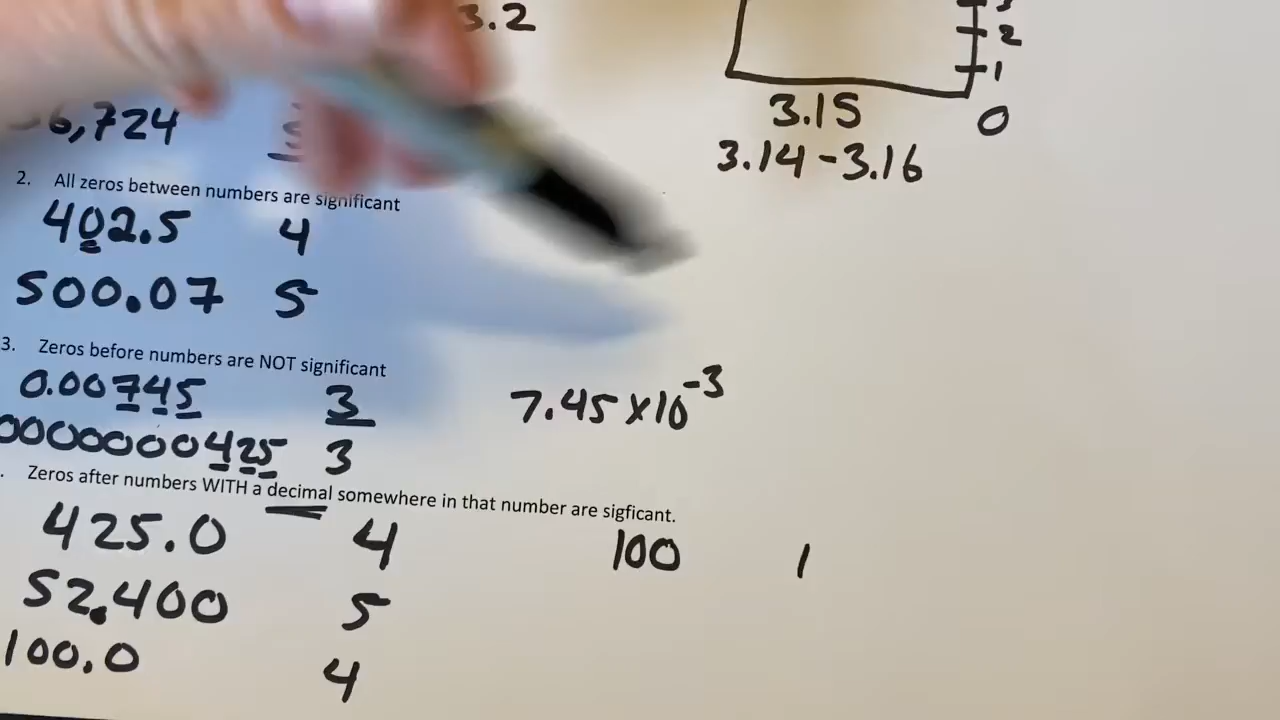 3.2
2
1
0
3.15
3.14-3.16
6,724
2. All zeros between numbers are significant
402.5 4
500.07 5
3. Zeros before numbers are NOT significant
0.00745 3 7.45 x 10^-3
0000000425 3
. Zeros after numbers WITH a decimal somewhere in that number are sigficant.
425.0 4 100 1
52.400 5
100.0 4